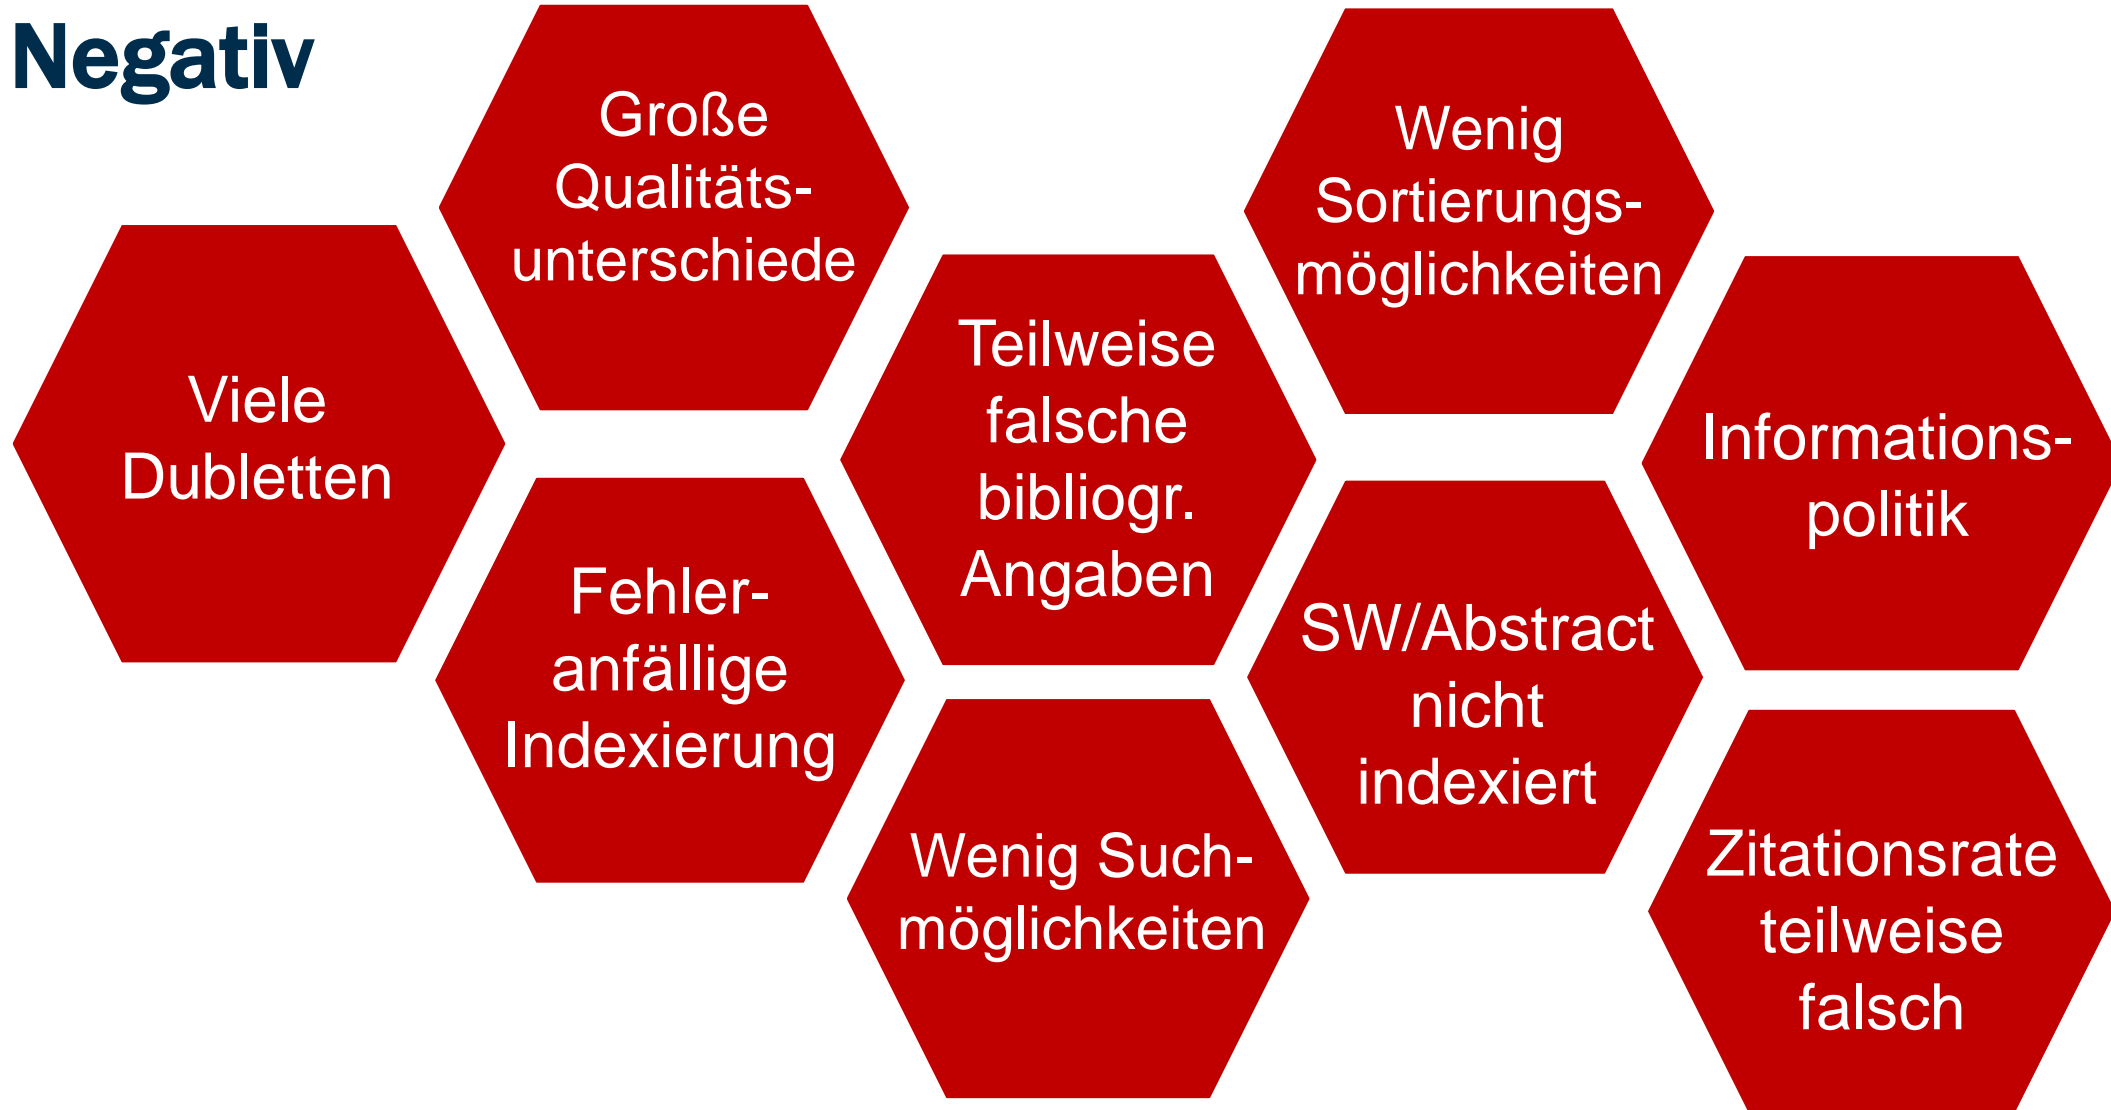 Negativ
Große
Qualitäts-
unterschiede
Wenig
Sortierungs-
möglichkeiten
Viele
Dubletten
Teilweise
falsche
bibliogr.
Angaben
Informations-
politik
Fehler-
anfällige
Indexierung
SW/Abstract
nicht
indexiert
Wenig Such-
möglichkeiten
Zitationsrate
teilweise
falsch